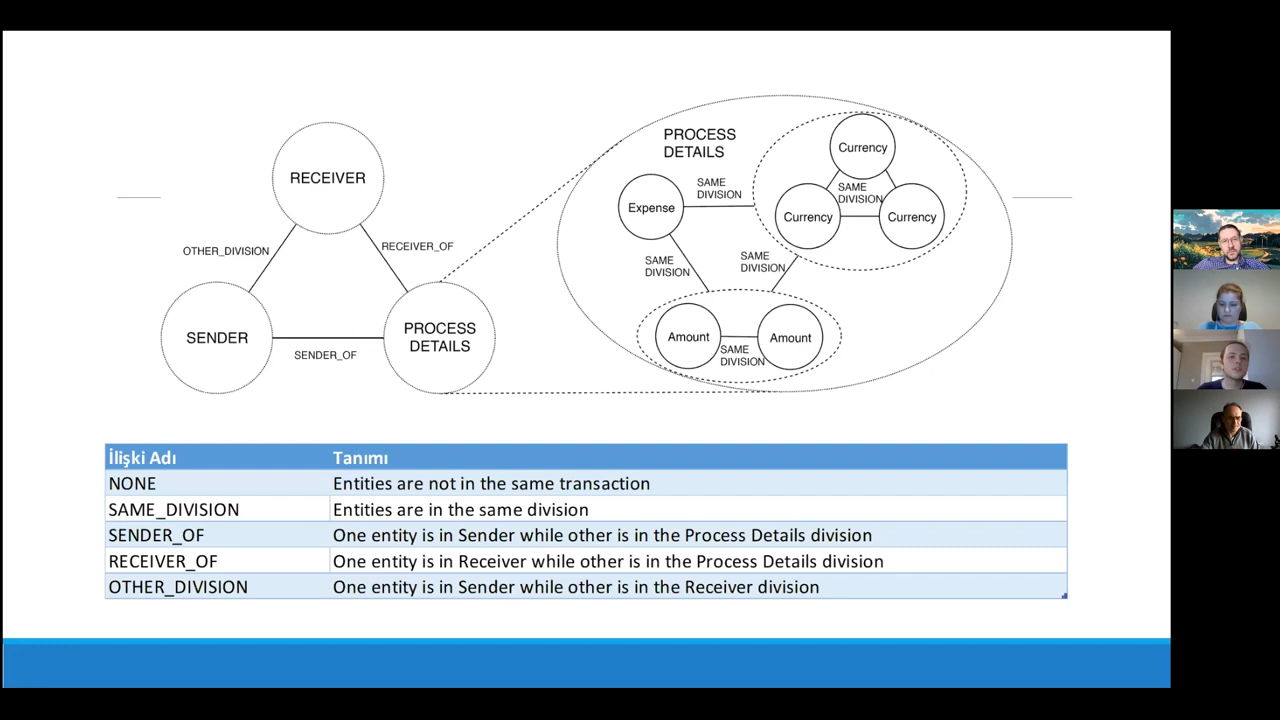 RECEIVER
OTHER_DIVISION
RECEIVER_OF
SENDER
SENDER_OF
PROCESS
DETAILS
PROCESS
DETAILS
Expense
SAME
DIVISION
Currency
SAME
DIVISION
Currency
Currency
SAME
DIVISION
SAME
DIVISION
Amount
SAME
DIVISION
Amount
İlişki Adı Tanımı
NONE Entities are not in the same transaction
SAME_DIVISION Entities are in the same division
SENDER_OF One entity is in Sender while other is in the Process Details division
RECEIVER_OF One entity is in Receiver while other is in the Process Details division
OTHER_DIVISION One entity is in Sender while other is in the Receiver division